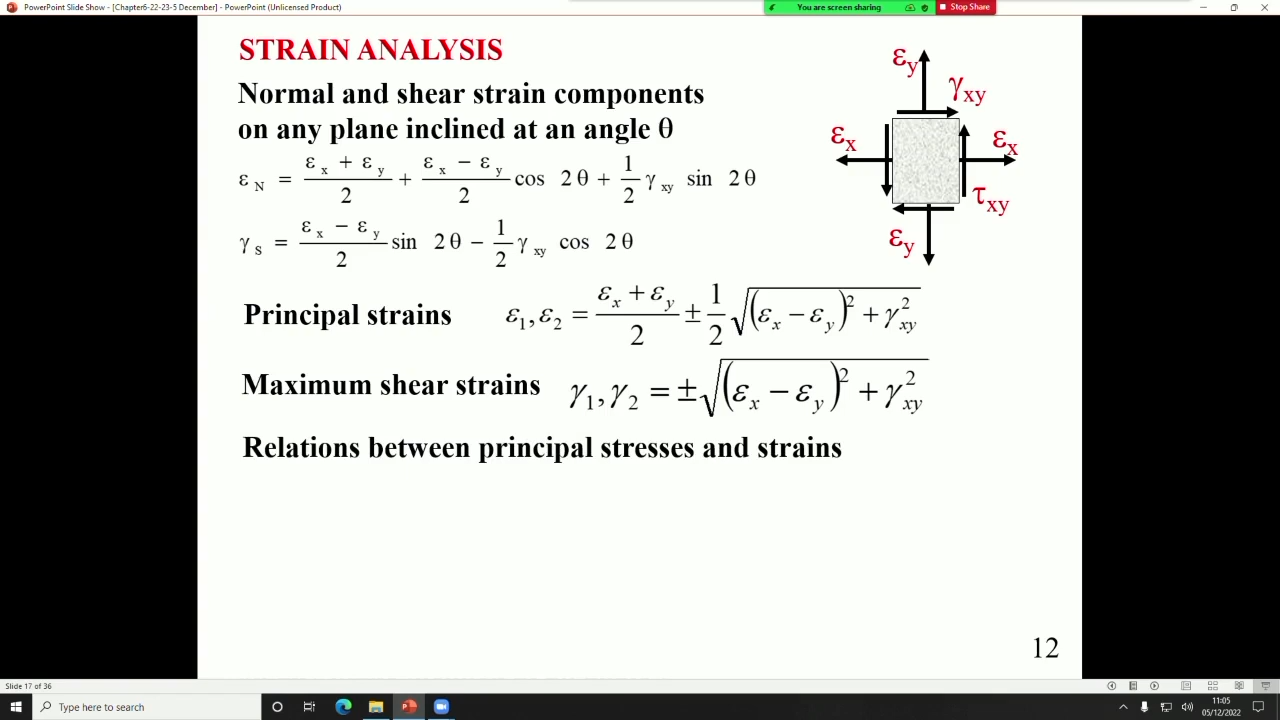 PowerPoint Slide Show - [Chapter6-22-23-5 December] - PowerPoint (Unlicensed Product)
You are screen sharing
Stop Share
STRAIN ANALYSIS
Normal and shear strain components
on any plane inclined at an angle θ
ε_N = (ε_x + ε_y)/2 + (ε_x − ε_y)/2 cos 2θ + 1/2 γ_xy sin 2θ
γ_S = (ε_x − ε_y)/2 sin 2θ − 1/2 γ_xy cos 2θ
ε_y
γ_xy
ε_x
ε_x
τ_xy
ε_y
Principal strains ε_1, ε_2 = (ε_x + ε_y)/2 ± 1/2 √((ε_x − ε_y)^2 + γ_xy^2)
Maximum shear strains γ_1, γ_2 = ± √((ε_x − ε_y)^2 + γ_xy^2)
Relations between principal stresses and strains
12
Slide 17 of 36
Type here to search
11:05
05/12/2022